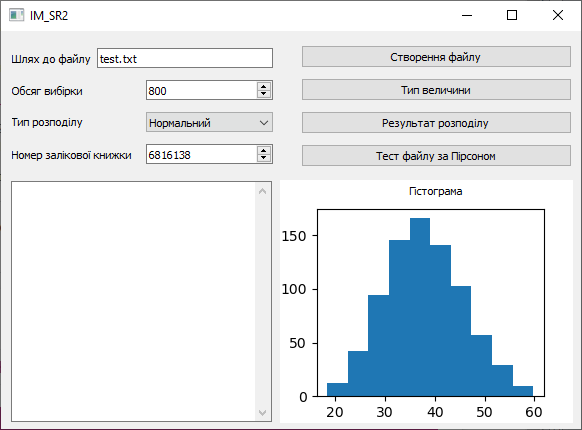 IM_SR2
Шлях до файлу test.txt
Обсяг вибірки 800
Тип розподілу Нормальний
Номер залікової книжки 6816138
Створення файлу
Тип величини
Результат розподілу
Тест файлу за Пірсоном
Гістограма
150
100
50
0
20 30 40 50 60